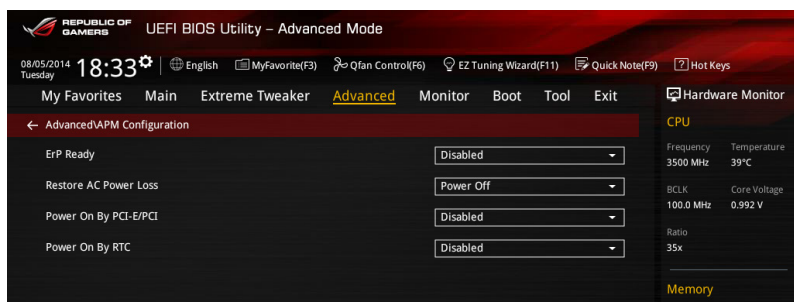 REPUBLIC OF
GAMERS
UEFI BIOS Utility – Advanced Mode
08/05/2014
Tuesday
18:33
English
MyFavorite(F3)
Qfan Control(F6)
EZ Tuning Wizard(F11)
Quick Note(F9)
? Hot Keys
My Favorites Main Extreme Tweaker Advanced Monitor Boot Tool Exit
Hardware Monitor
← Advanced\APM Configuration
ErP Ready Disabled
Restore AC Power Loss Power Off
Power On By PCI-E/PCI Disabled
Power On By RTC Disabled
CPU
Frequency Temperature
3500 MHz 39°C
BCLK Core Voltage
100.0 MHz 0.992 V
Ratio
35x
Memory